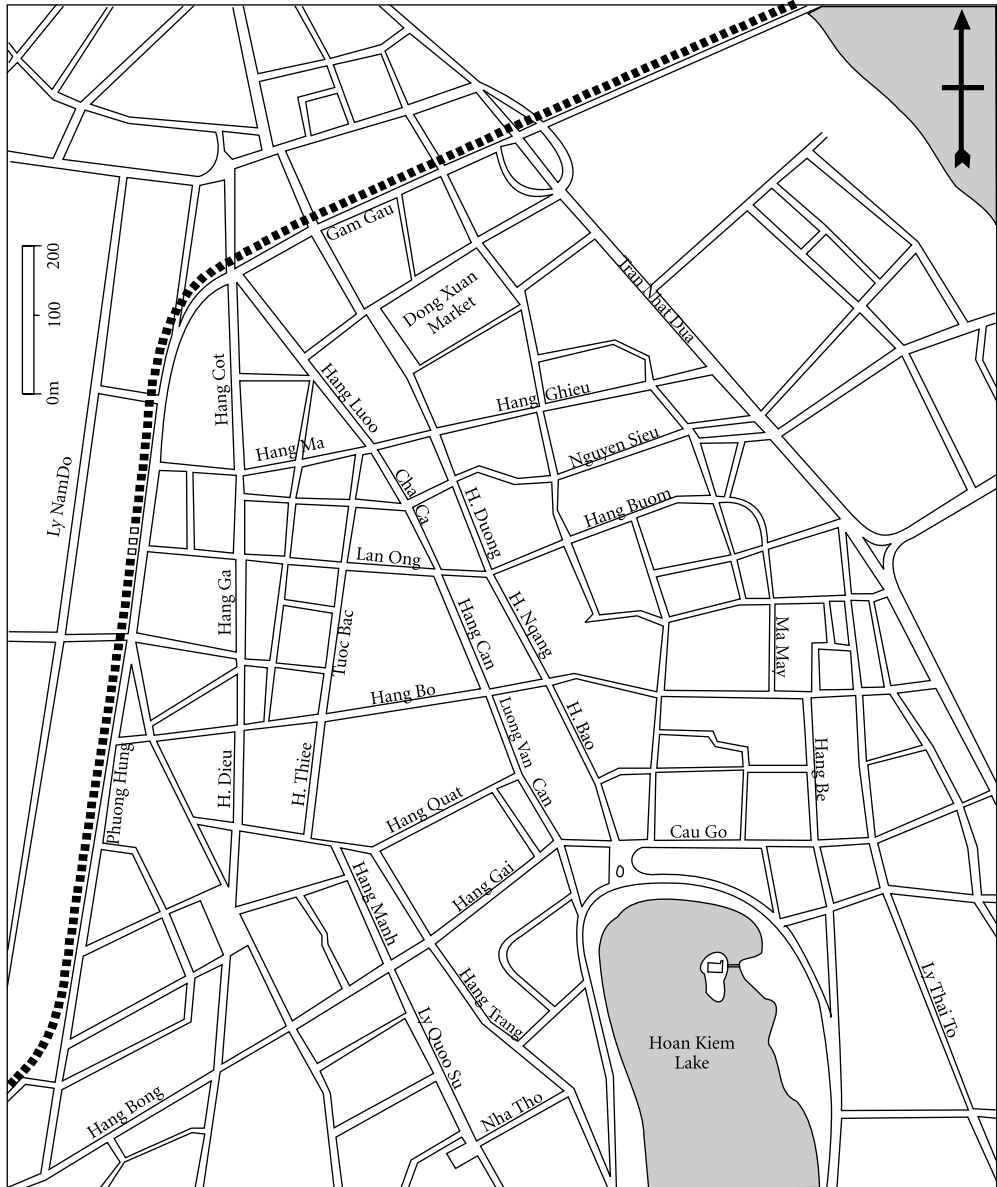 Gam Gau
200
100
0m
Dong Xuan
Market
Tran Nhat Dua
Hang Cot
Hang Luoo
Hang Ghieu
Hang Ma
Nguyen Sieu
Cha Ca
H. Duong
Hang Buom
Ly NamDo
Lan Ong
Hang Ga
Tuoc Bac
Hang Can
H. Nqang
Ma May
Hang Bo
Luong Van Can
H. Bao
Phuong Hung
H. Dieu
H. Thiee
Hang Be
Hang Quat
Cau Go
Hang Manh
Hang Gai
Hang Trang
Ly Thai To
Ly Quoo Su
Hoan Kiem
Lake
Hang Bong
Nha Tho